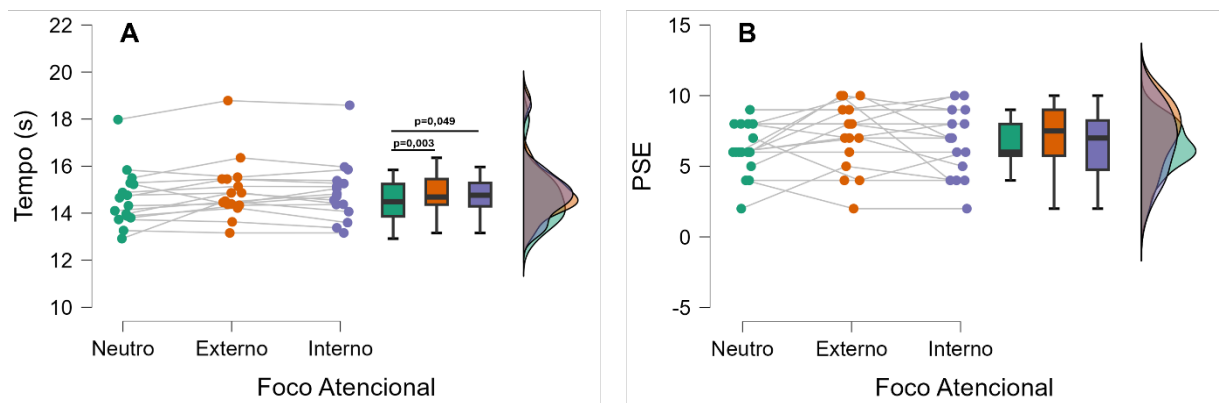 A
Tempo (s)
22
20
18
16
14
12
10
p=0,049
p=0,003
Neutro Externo Interno
Foco Atencional
B
PSE
15
10
5
0
-5
Neutro Externo Interno
Foco Atencional